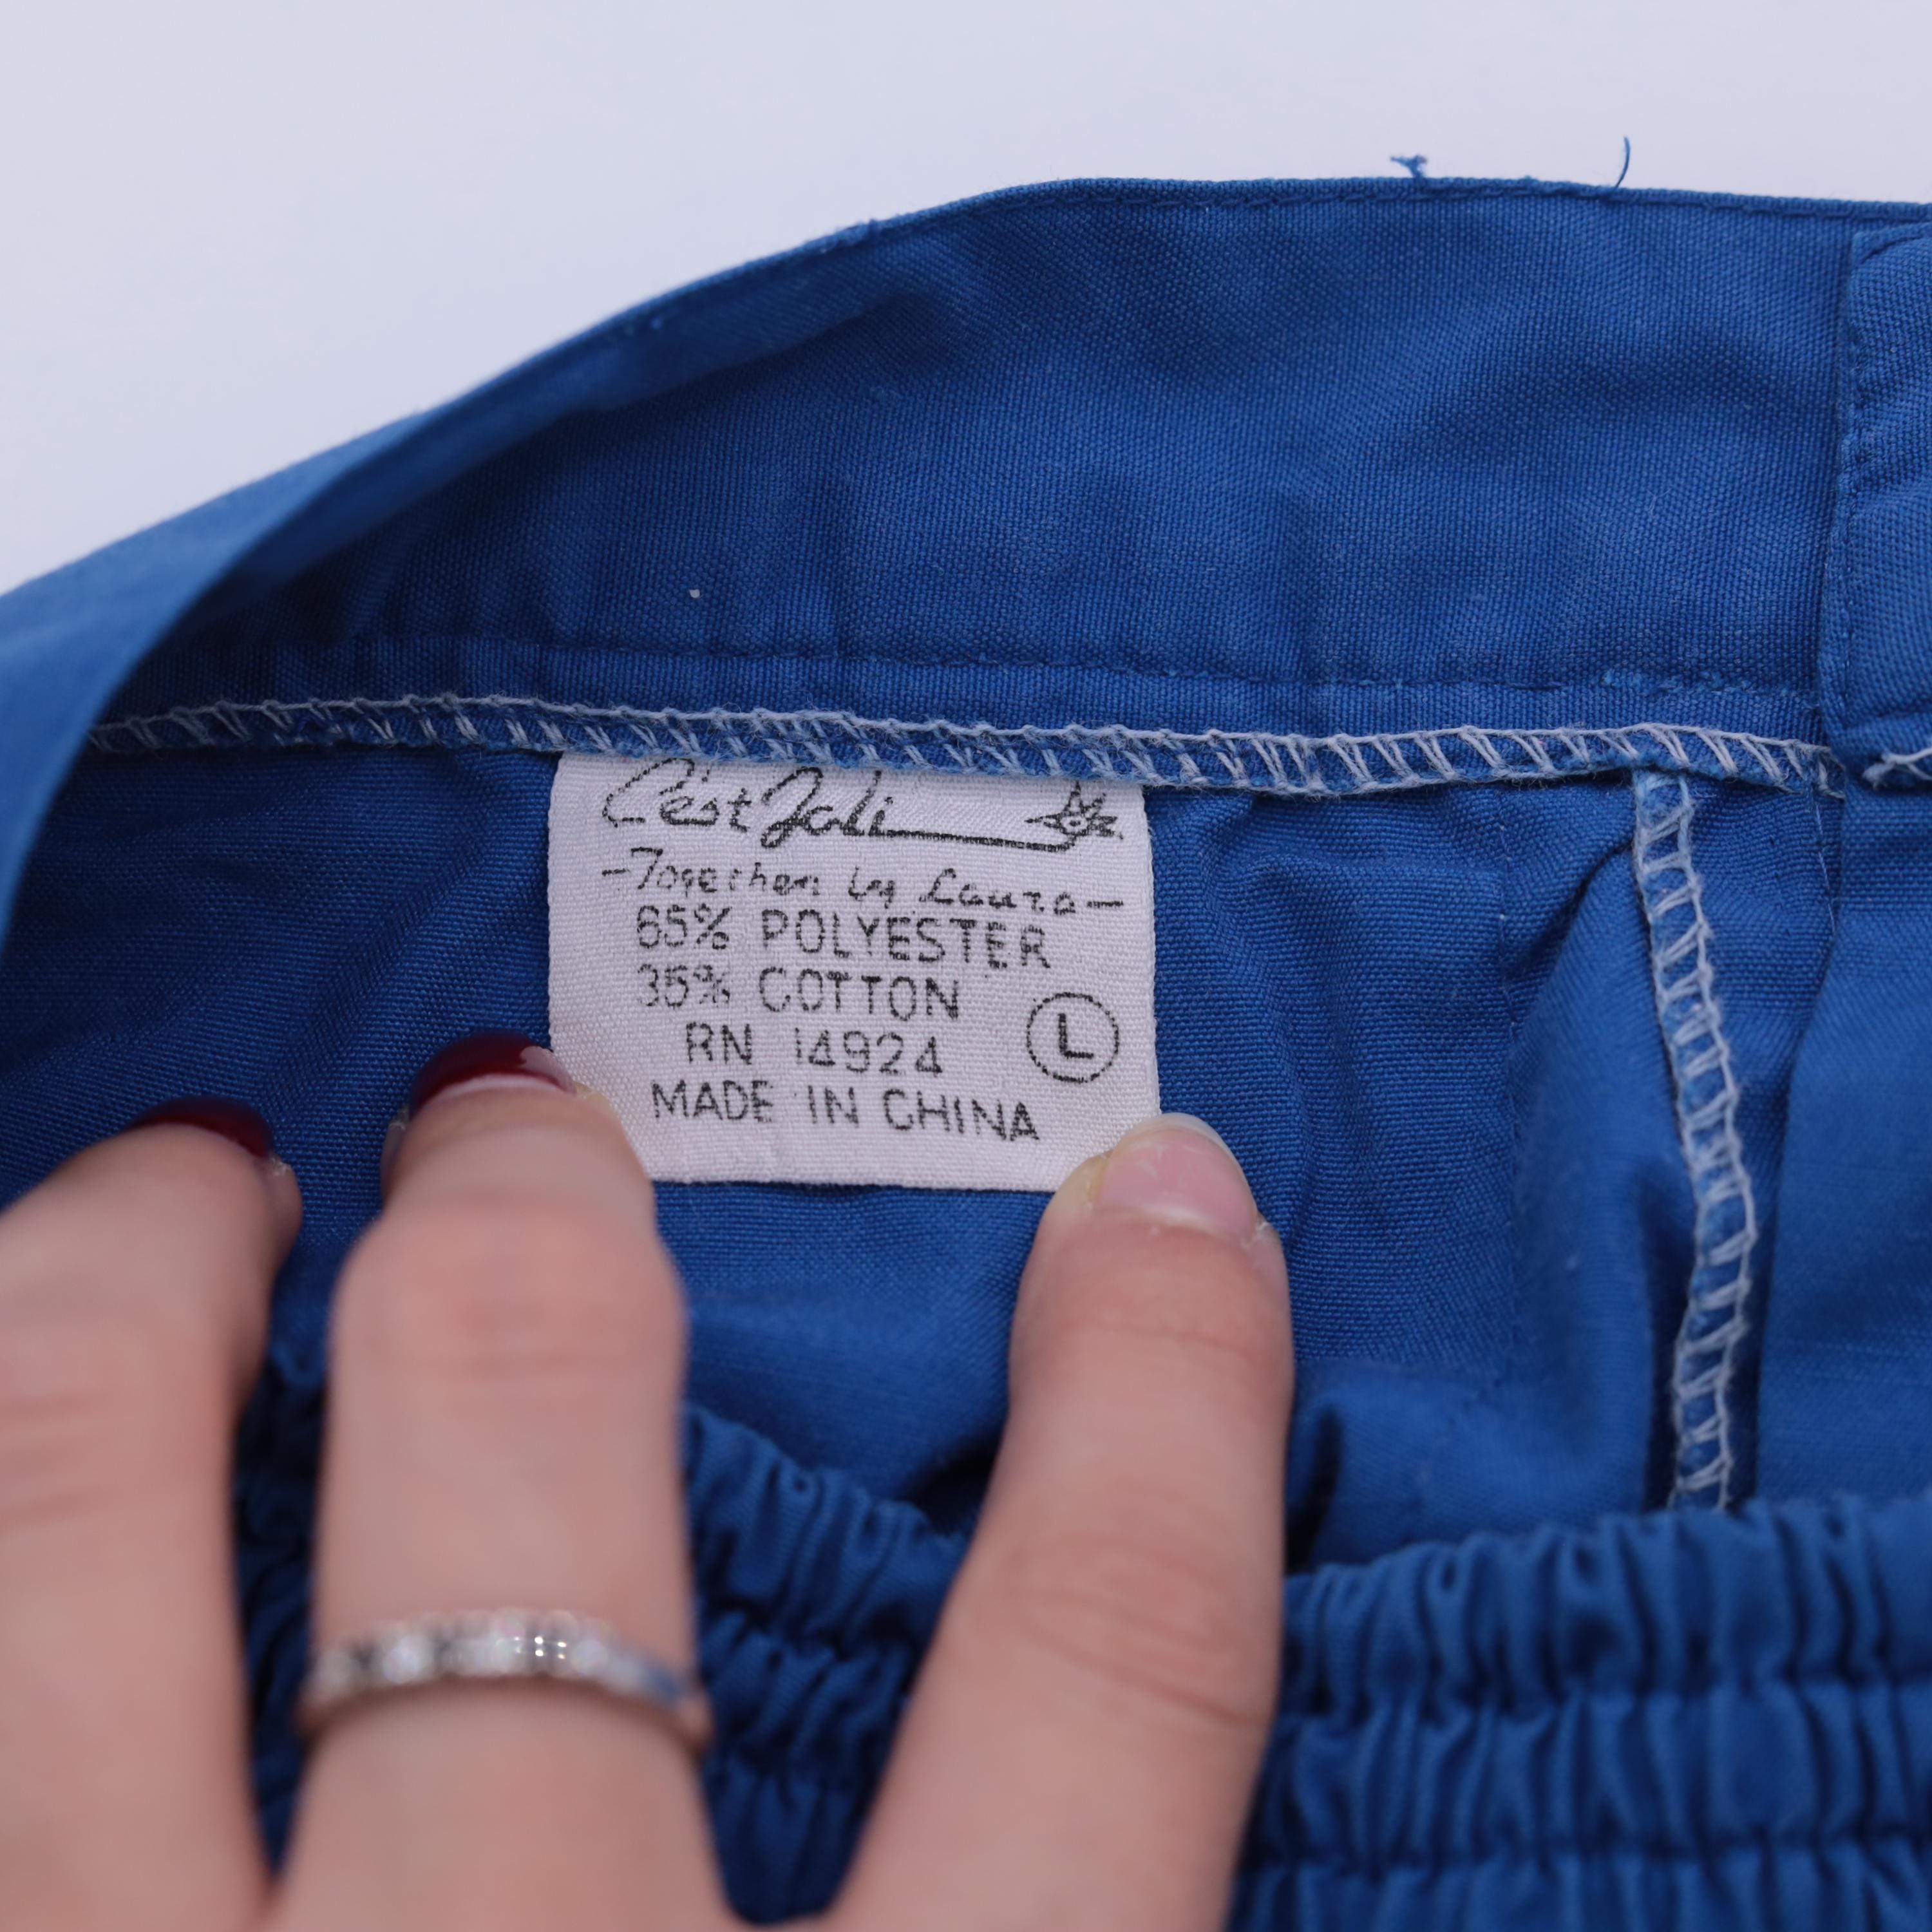 C'est Joli
-Together by Laura-
65% POLYESTER
35% COTTON
RN 14924
L
MADE IN CHINA